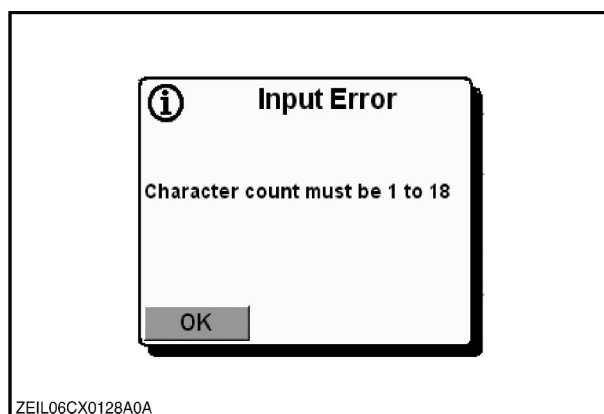 Input Error
Character count must be 1 to 18
OK
ZEIL06CX0128A0A